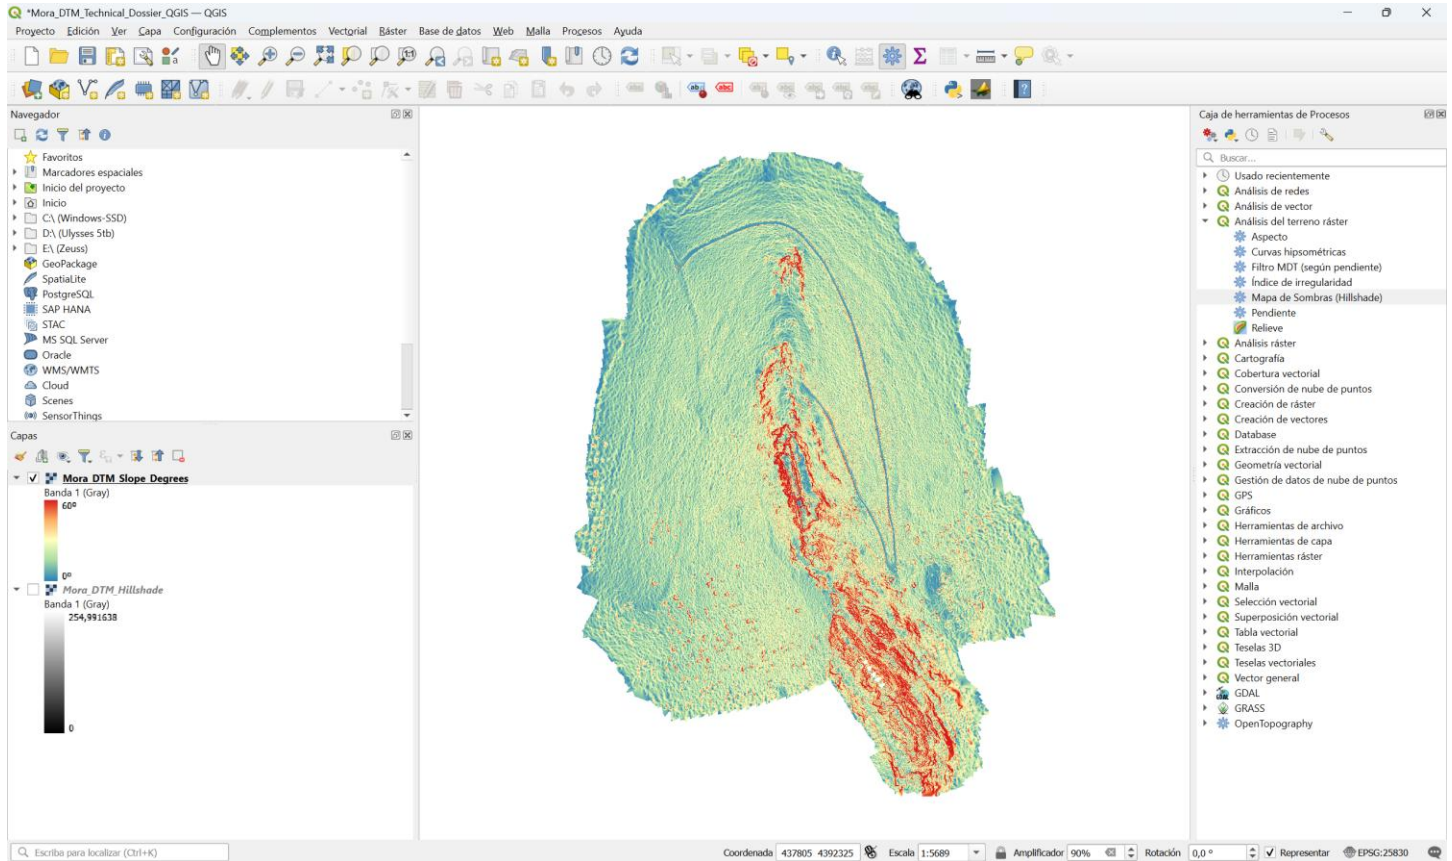 *Mora_DTM_Technical_Dossier_QGIS — QGIS
Proyecto Edición Ver Capa Configuración Complementos Vectorial Ráster Base de datos Web Malla Procesos Ayuda
Navegador
Favoritos
Marcadores espaciales
Inicio del proyecto
Inicio
C:\ (Windows-SSD)
D:\ (Ulysses 5tb)
E:\ (Zeuss)
GeoPackage
SpatiaLite
PostgreSQL
SAP HANA
STAC
MS SQL Server
Oracle
WMS/WMTS
Cloud
Scenes
SensorThings
Capas
Mora_DTM_Slope_Degrees
Banda 1 (Gray)
60º
0º
Mora_DTM_Hillshade
Banda 1 (Gray)
254,991638
0
Caja de herramientas de Procesos
Buscar...
Usado recientemente
Análisis de redes
Análisis de vector
Análisis del terreno ráster
Aspecto
Curvas hipsométricas
Filtro MDT (según pendiente)
Índice de irregularidad
Mapa de Sombras (Hillshade)
Pendiente
Relieve
Análisis ráster
Cartografía
Cobertura vectorial
Conversión de nube de puntos
Creación de ráster
Creación de vectores
Database
Extracción de nube de puntos
Geometría vectorial
Gestión de datos de nube de puntos
GPS
Gráficos
Herramientas de archivo
Herramientas de capa
Herramientas ráster
Interpolación
Malla
Selección vectorial
Superposición vectorial
Tabla vectorial
Teselas 3D
Teselas vectoriales
Vector general
GDAL
GRASS
OpenTopography
Escriba para localizar (Ctrl+K)
Coordenada 437805 4392325 Escala 1:5689 Amplificador 90% Rotación 0,0 ° Representar EPSG:25830